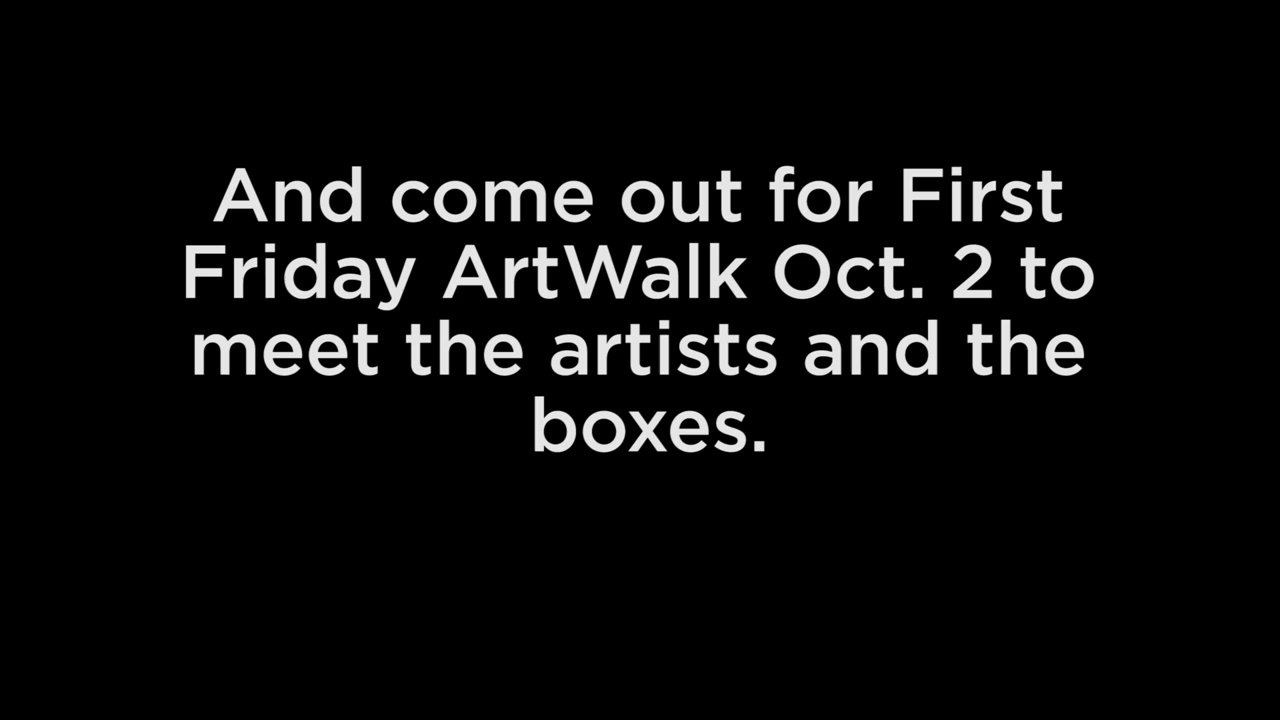 And come out for First
Friday ArtWalk Oct. 2 to
meet the artists and the
boxes.